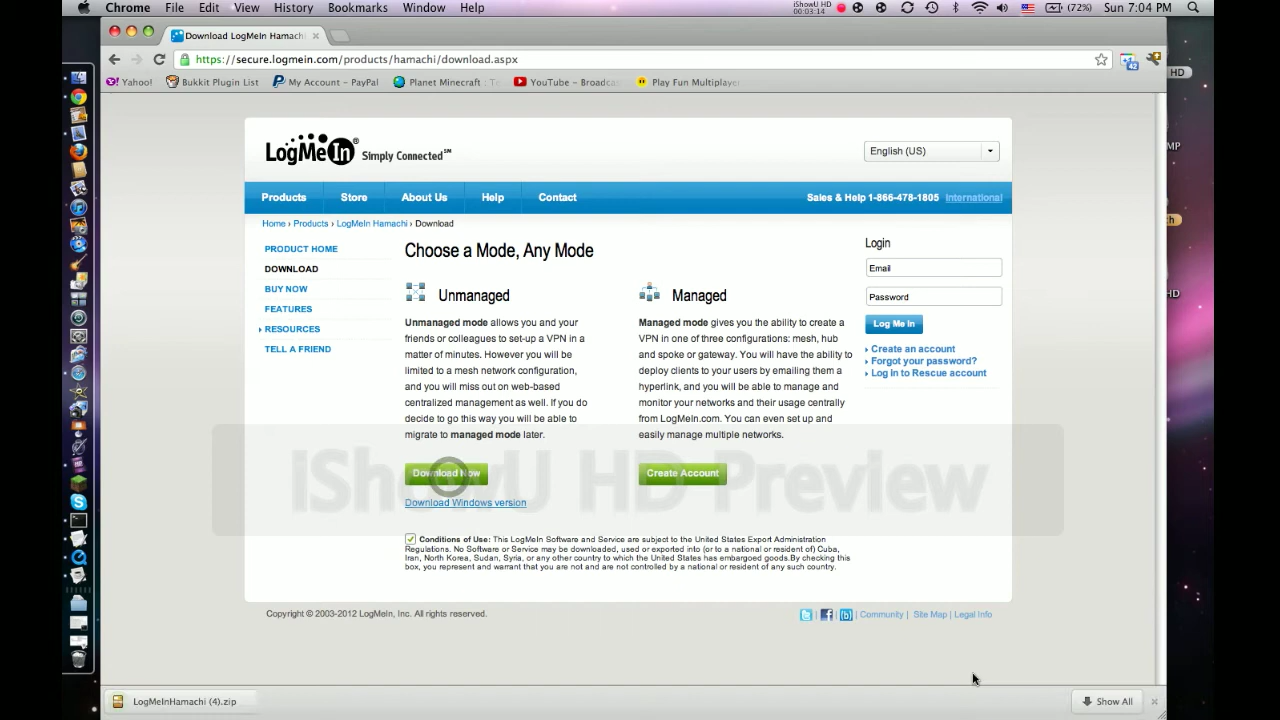 Chrome File Edit View History Bookmarks Window Help iShowU HD 00:03:14 (72%) Sun 7:04 PM
Download LogMeIn Hamachi
https://secure.logmein.com/products/hamachi/download.aspx
Yahoo! Bukkit Plugin List My Account - PayPal Planet Minecraft : YouTube - Broadcas Play Fun Multiplayer
HD
LogMeIn® Simply Connected℠
English (US)
Products Store About Us Help Contact Sales & Help 1-866-478-1805 International
Home › Products › LogMeIn Hamachi › Download
PRODUCT HOME
DOWNLOAD
BUY NOW
FEATURES
RESOURCES
TELL A FRIEND
Choose a Mode, Any Mode
Unmanaged
Unmanaged mode allows you and your
friends or colleagues to set-up a VPN in a
matter of minutes. However you will be
limited to a mesh network configuration,
and you will miss out on web-based
centralized management as well. If you do
decide to go this way you will be able to
migrate to managed mode later.
Download Now
Download Windows version
Managed
Managed mode gives you the ability to create a
VPN in one of three configurations: mesh, hub
and spoke or gateway. You will have the ability to
deploy clients to your users by emailing them a
hyperlink, and you will be able to manage and
monitor your networks and their usage centrally
from LogMeIn.com. You can even set up and
easily manage multiple networks.
Create Account
Login
Email
Password
Log Me In
Create an account
Forgot your password?
Log In to Rescue account
iShowU HD Preview
Conditions of Use: This LogMeIn Software and Service are subject to the United States Export Administration
Regulations. No Software or Service may be downloaded, used or exported into (or to a national or resident of) Cuba,
Iran, North Korea, Sudan, Syria, or any other country to which the United States has embargoed goods.By checking this
box, you represent and warrant that you are not and are not controlled by a national or resident of any such country.
Copyright © 2003-2012 LogMeIn, Inc. All rights reserved.
Community | Site Map | Legal Info
LogMeInHamachi (4).zip
Show All